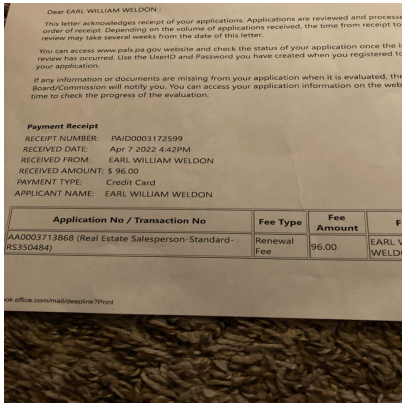 Dear EARL WILLIAM WELDON :
This letter acknowledges receipt of your applications. Applications are reviewed and processe
order of receipt. Depending on the volume of applications received, the time from receipt to
review may take several weeks from the date of this letter.
You can access www.pals.pa.gov website and check the status of your application once the i
review has occurred. Use the UserID and Password you have created when you registered to
your application.
If any information or documents are missing from your application when it is evaluated, the
Board/Commission will notify you. You can access your application information on the web
time to check the progress of the evaluation.
Payment Receipt
RECEIPT NUMBER: PAID0003172599
RECEIVED DATE: Apr 7 2022 4:42PM
RECEIVED FROM: EARL WILLIAM WELDON
RECEIVED AMOUNT: $ 96.00
PAYMENT TYPE: Credit Card
APPLICANT NAME: EARL WILLIAM WELDON
Application No / Transaction No Fee Type Fee Amount F
AA0003713868 (Real Estate Salesperson-Standard-RS350484) Renewal Fee 96.00 EARL W WELD
ok.office.com/mail/deeplink?Print